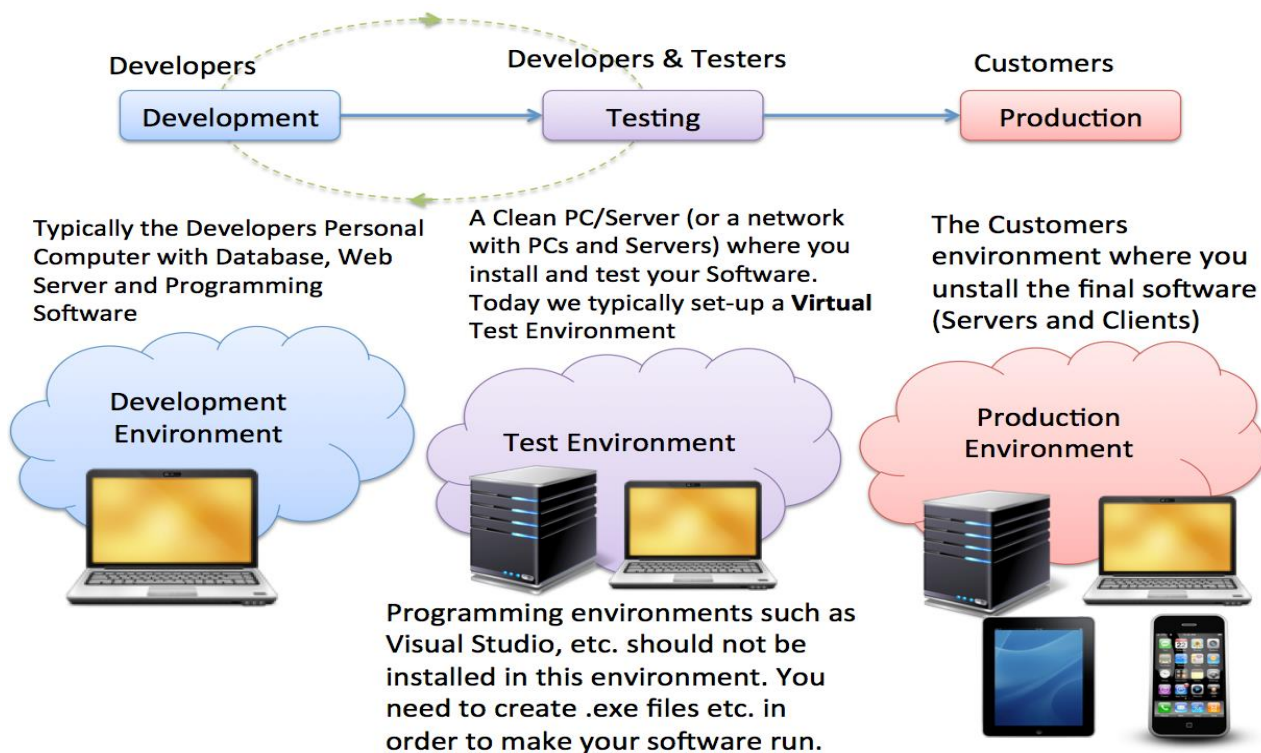 Developers
Development
Developers & Testers
Testing
Customers
Production
Typically the Developers Personal
Computer with Database, Web
Server and Programming
Software
A Clean PC/Server (or a network
with PCs and Servers) where you
install and test your Software.
Today we typically set-up a Virtual
Test Environment
The Customers
environment where you
unstall the final software
(Servers and Clients)
Development
Environment
Test Environment
Production
Environment
Programming environments such as
Visual Studio, etc. should not be
installed in this environment. You
need to create .exe files etc. in
order to make your software run.